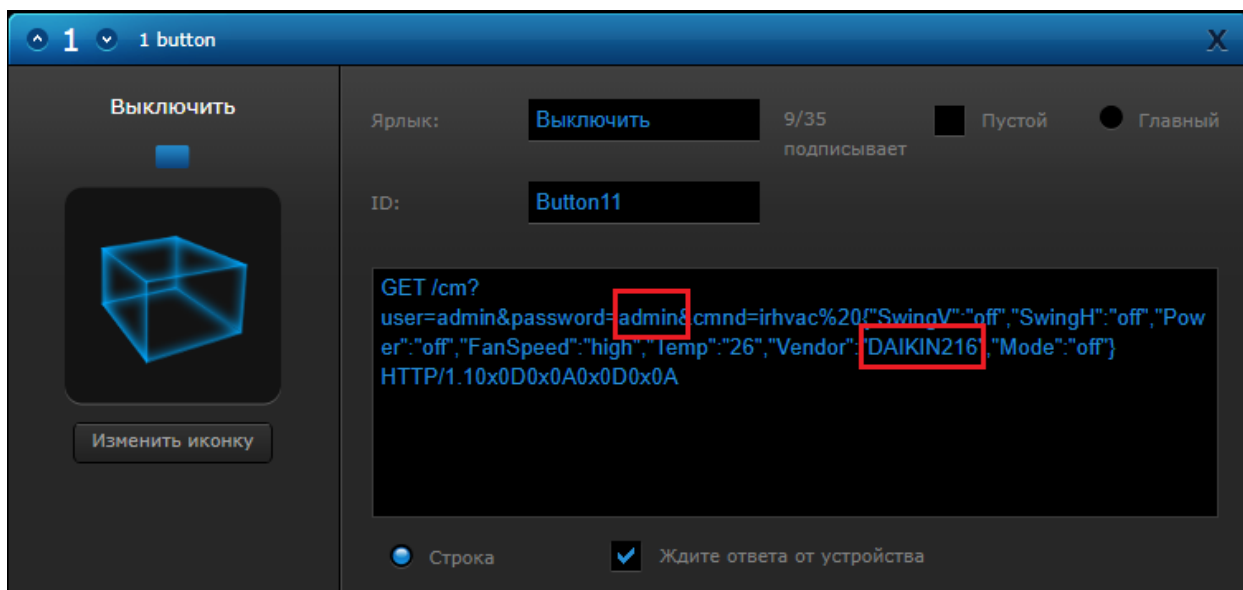 1 1 button X
Выключить
Ярлык: Выключить 9/35 Пустой Главный
подписывает
ID: Button11
GET /cm?
user=admin&password=admin&cmnd=irhvac%20{"SwingV":"off","SwingH":"off","Pow
er":"off","FanSpeed":"high","Temp":"26","Vendor":"DAIKIN216","Mode":"off"}
HTTP/1.10x0D0x0A0x0D0x0A
Изменить иконку
Строка Ждите ответа от устройства